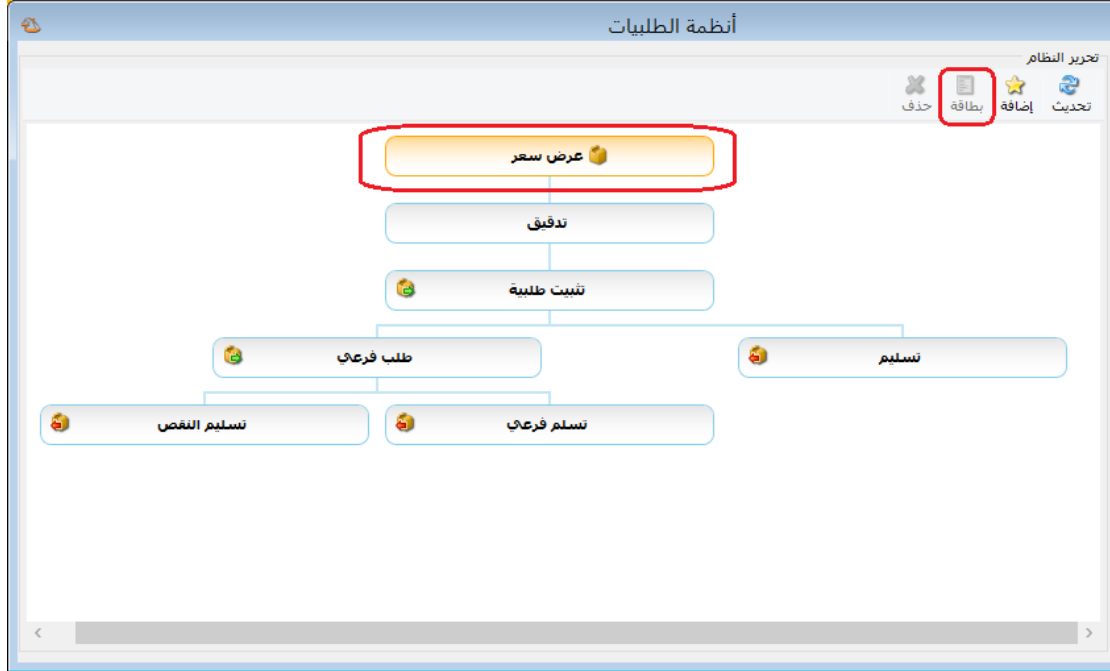 أنظمة الطلبيات
تحرير النظام
تحديث إضافة بطاقة حذف
عرض سعر
تدقيق
تثبيت طلبية
تسليم طلب فرعي
تسلم فرعي تسليم النقص